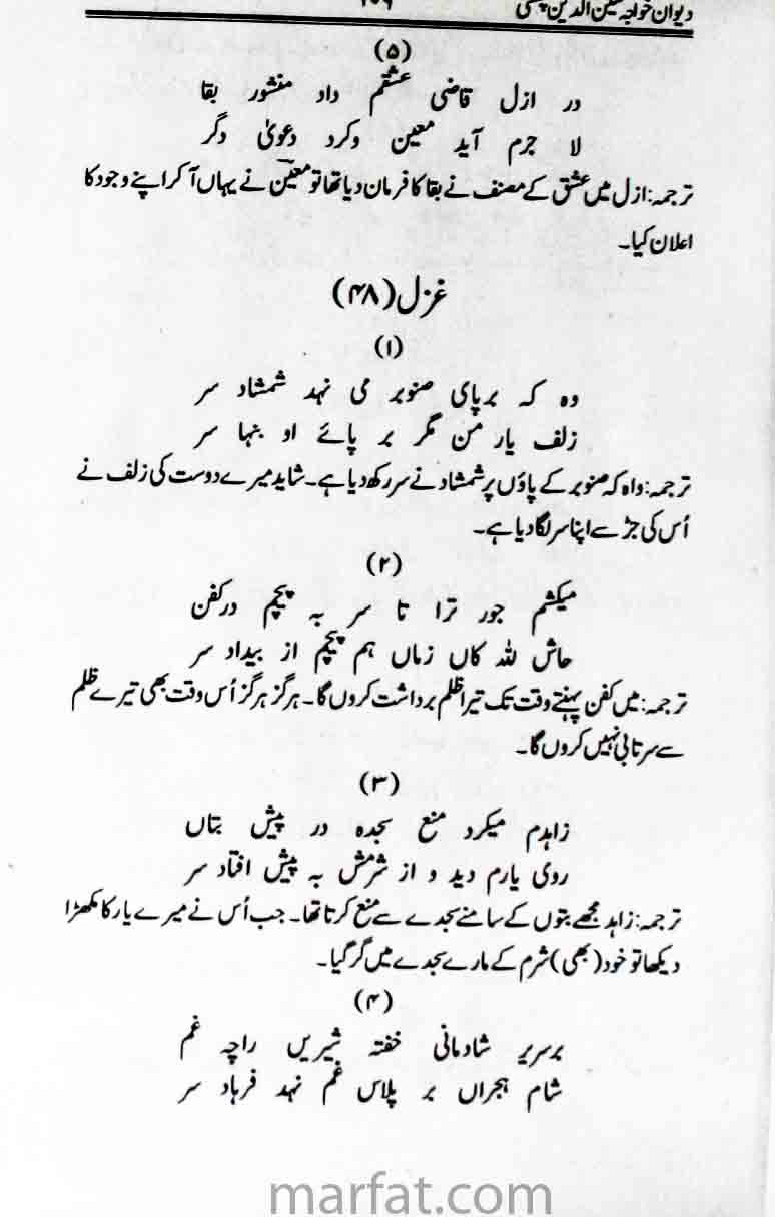 دیوان خواجہ معین الدین چشتی
(۵)
در ازل قاضی عشقم داد منشور بقا
لا جرم آید معین وکرد دعویٰ دگر
ترجمہ: ازل میں عشق کے مصنف نے بقا کا فرمان دیا تھا تو معین نے یہاں آ کر اپنے وجود کا
اعلان کیا۔
غزل (۴۸)
(۱)
وہ کہ برپای صنوبر می نہد شمشاد سر
زلف یار من مگر بر پائے او بنہا سر
ترجمہ: واہ کہ صنوبر کے پاؤں پر شمشاد نے سر رکھ دیا ہے۔ شاید میرے دوست کی زلف نے
اُس کی جڑ سے اپنا سر لگا دیا ہے۔
(۲)
میکشم جور ترا تا سر بہ پیچم درکفن
حاش للہ کاں زماں ہم پیچم از بیداد سر
ترجمہ: میں کفن پہنتے وقت تک تیرا ظلم برداشت کروں گا۔ ہرگز ہرگز اُس وقت بھی تیرے ظلم
سے سرتابی نہیں کروں گا۔
(۳)
زاہدم میکرد منع سجدہ در پیش بتاں
روی یارم دید و از شرمش بہ پیش افتاد سر
ترجمہ: زاہد مجھے بتوں کے سامنے سجدے سے منع کرتا تھا۔ جب اُس نے میرے یار کا مکھڑا
دیکھا تو خود (بھی) شرم کے مارے سجدے میں گر گیا۔
(۴)
برسریر شادمانی خفتہ شیریں راچہ غم
شام ہجراں بر پلاس غم نہد فرہاد سر
marfat.com